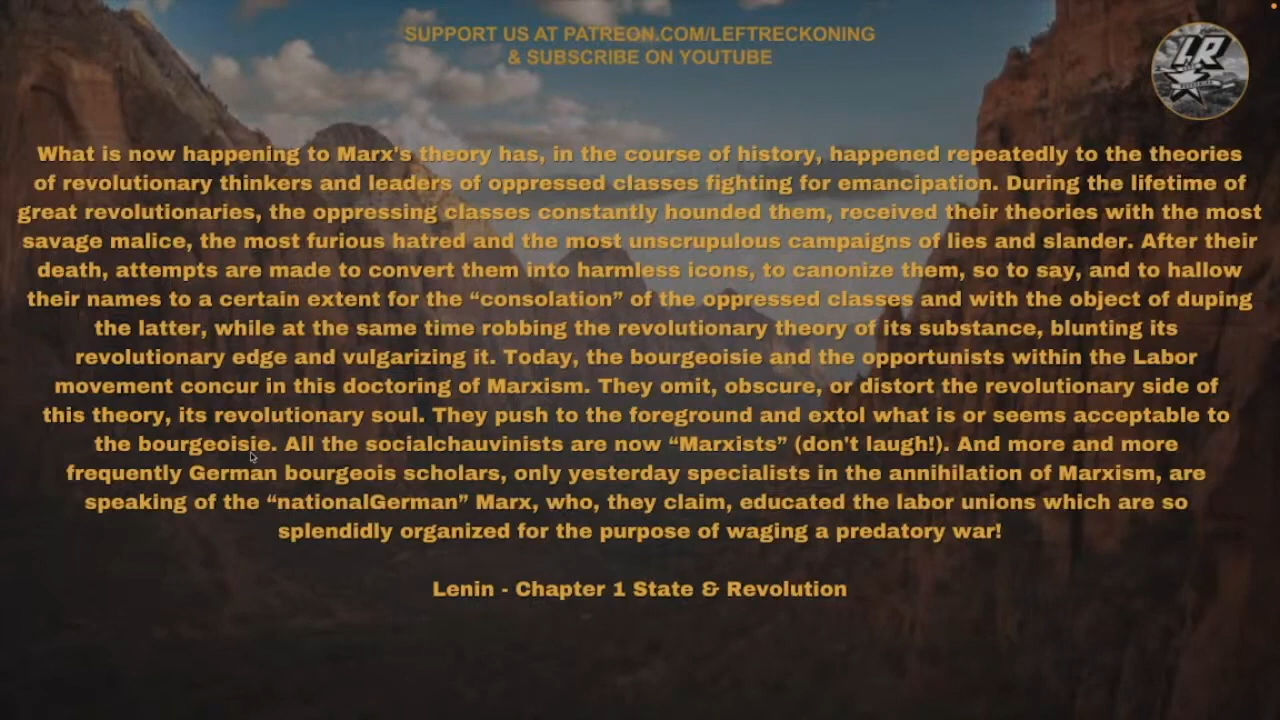 SUPPORT US AT PATREON.COM/LEFTRECKONING
& SUBSCRIBE ON YOUTUBE
LR
What is now happening to Marx's theory has, in the course of history, happened repeatedly to the theories
of revolutionary thinkers and leaders of oppressed classes fighting for emancipation. During the lifetime of
great revolutionaries, the oppressing classes constantly hounded them, received their theories with the most
savage malice, the most furious hatred and the most unscrupulous campaigns of lies and slander. After their
death, attempts are made to convert them into harmless icons, to canonize them, so to say, and to hallow
their names to a certain extent for the “consolation” of the oppressed classes and with the object of duping
the latter, while at the same time robbing the revolutionary theory of its substance, blunting its
revolutionary edge and vulgarizing it. Today, the bourgeoisie and the opportunists within the Labor
movement concur in this doctoring of Marxism. They omit, obscure, or distort the revolutionary side of
this theory, its revolutionary soul. They push to the foreground and extol what is or seems acceptable to
the bourgeoisie. All the socialchauvinists are now “Marxists” (don't laugh!). And more and more
frequently German bourgeois scholars, only yesterday specialists in the annihilation of Marxism, are
speaking of the “nationalGerman” Marx, who, they claim, educated the labor unions which are so
splendidly organized for the purpose of waging a predatory war!
Lenin - Chapter 1 State & Revolution